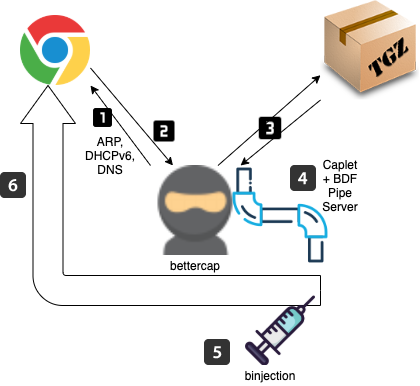 TGZ
1
2
3
ARP,
DHCPv6,
DNS
4
Caplet
+ BDF
Pipe
Server
6
bettercap
5
binjection